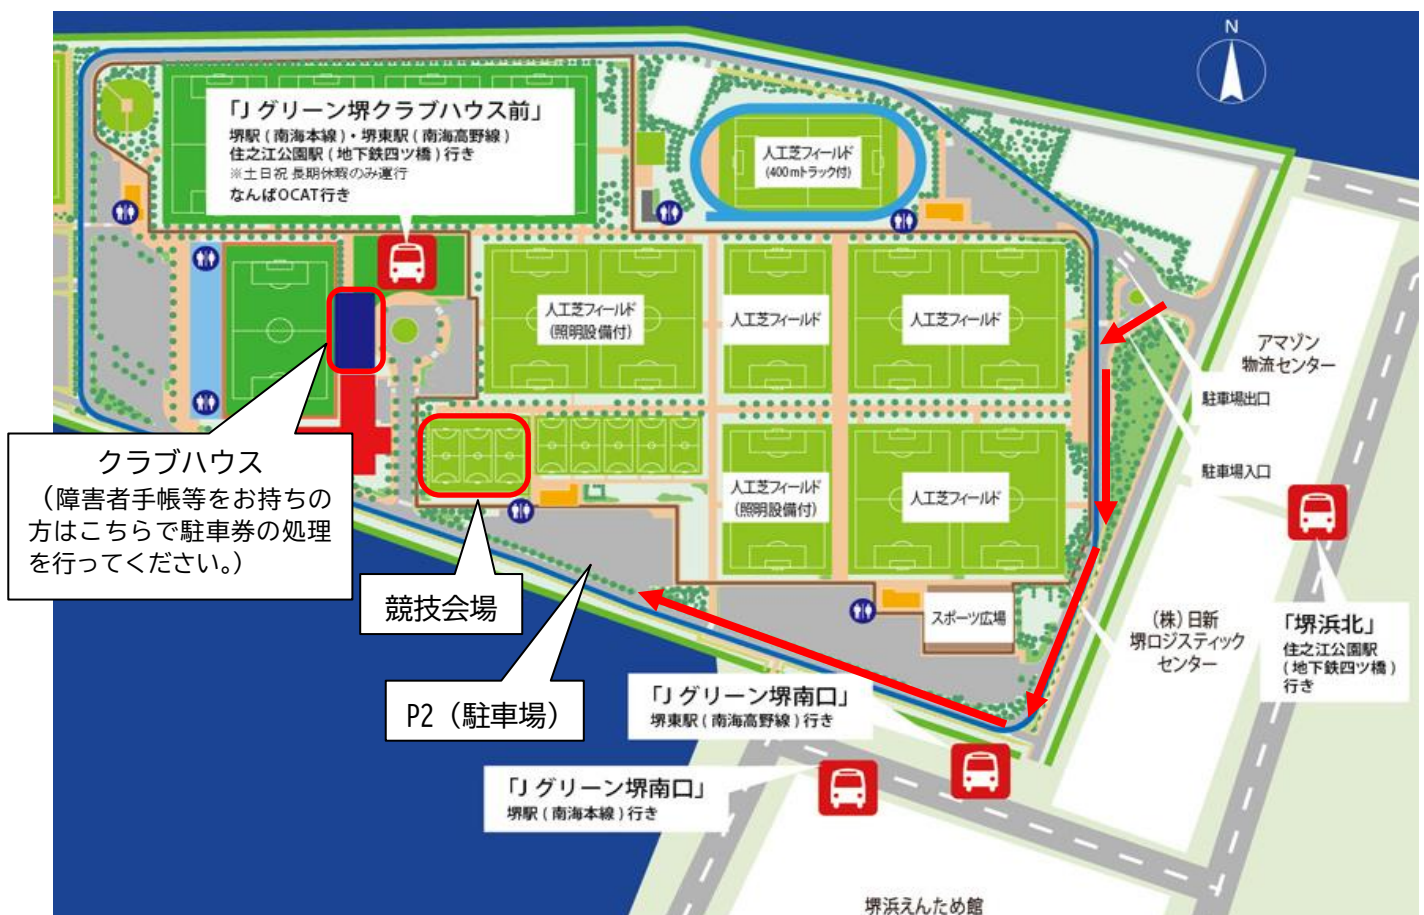 N
「J グリーン堺クラブハウス前」
堺駅 ( 南海本線 )・堺東駅 ( 南海高野線 )
住之江公園駅 ( 地下鉄四ツ橋 ) 行き
※土日祝 長期休暇のみ運行
なんばOCAT行き
人工芝フィールド
(400mトラック付)
人工芝フィールド
(照明設備付)
人工芝フィールド
人工芝フィールド
アマゾン
物流センター
駐車場出口
駐車場入口
クラブハウス
(障害者手帳等をお持ちの
方はこちらで駐車券の処理
を行ってください。)
人工芝フィールド
(照明設備付)
人工芝フィールド
競技会場
スポーツ広場
(株) 日新
堺ロジスティック
センター
「堺浜北」
住之江公園駅
( 地下鉄四ツ橋 )
行き
P2 (駐車場)
「J グリーン堺南口」
堺東駅 ( 南海高野線 ) 行き
「J グリーン堺南口」
堺駅 ( 南海本線 ) 行き
堺浜えんため館